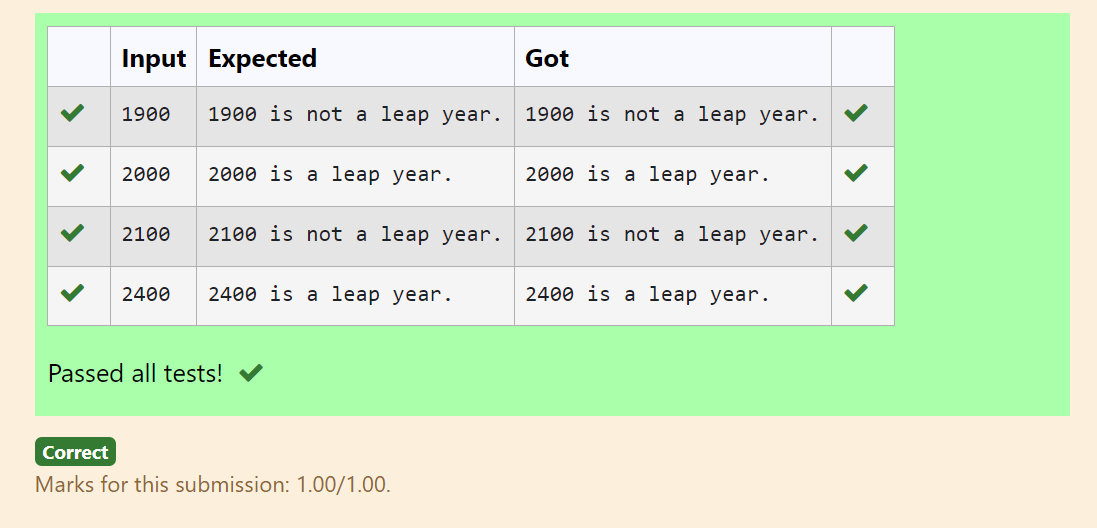 Input Expected Got
1900 1900 is not a leap year. 1900 is not a leap year.
2000 2000 is a leap year. 2000 is a leap year.
2100 2100 is not a leap year. 2100 is not a leap year.
2400 2400 is a leap year. 2400 is a leap year.
Passed all tests!
Correct
Marks for this submission: 1.00/1.00.